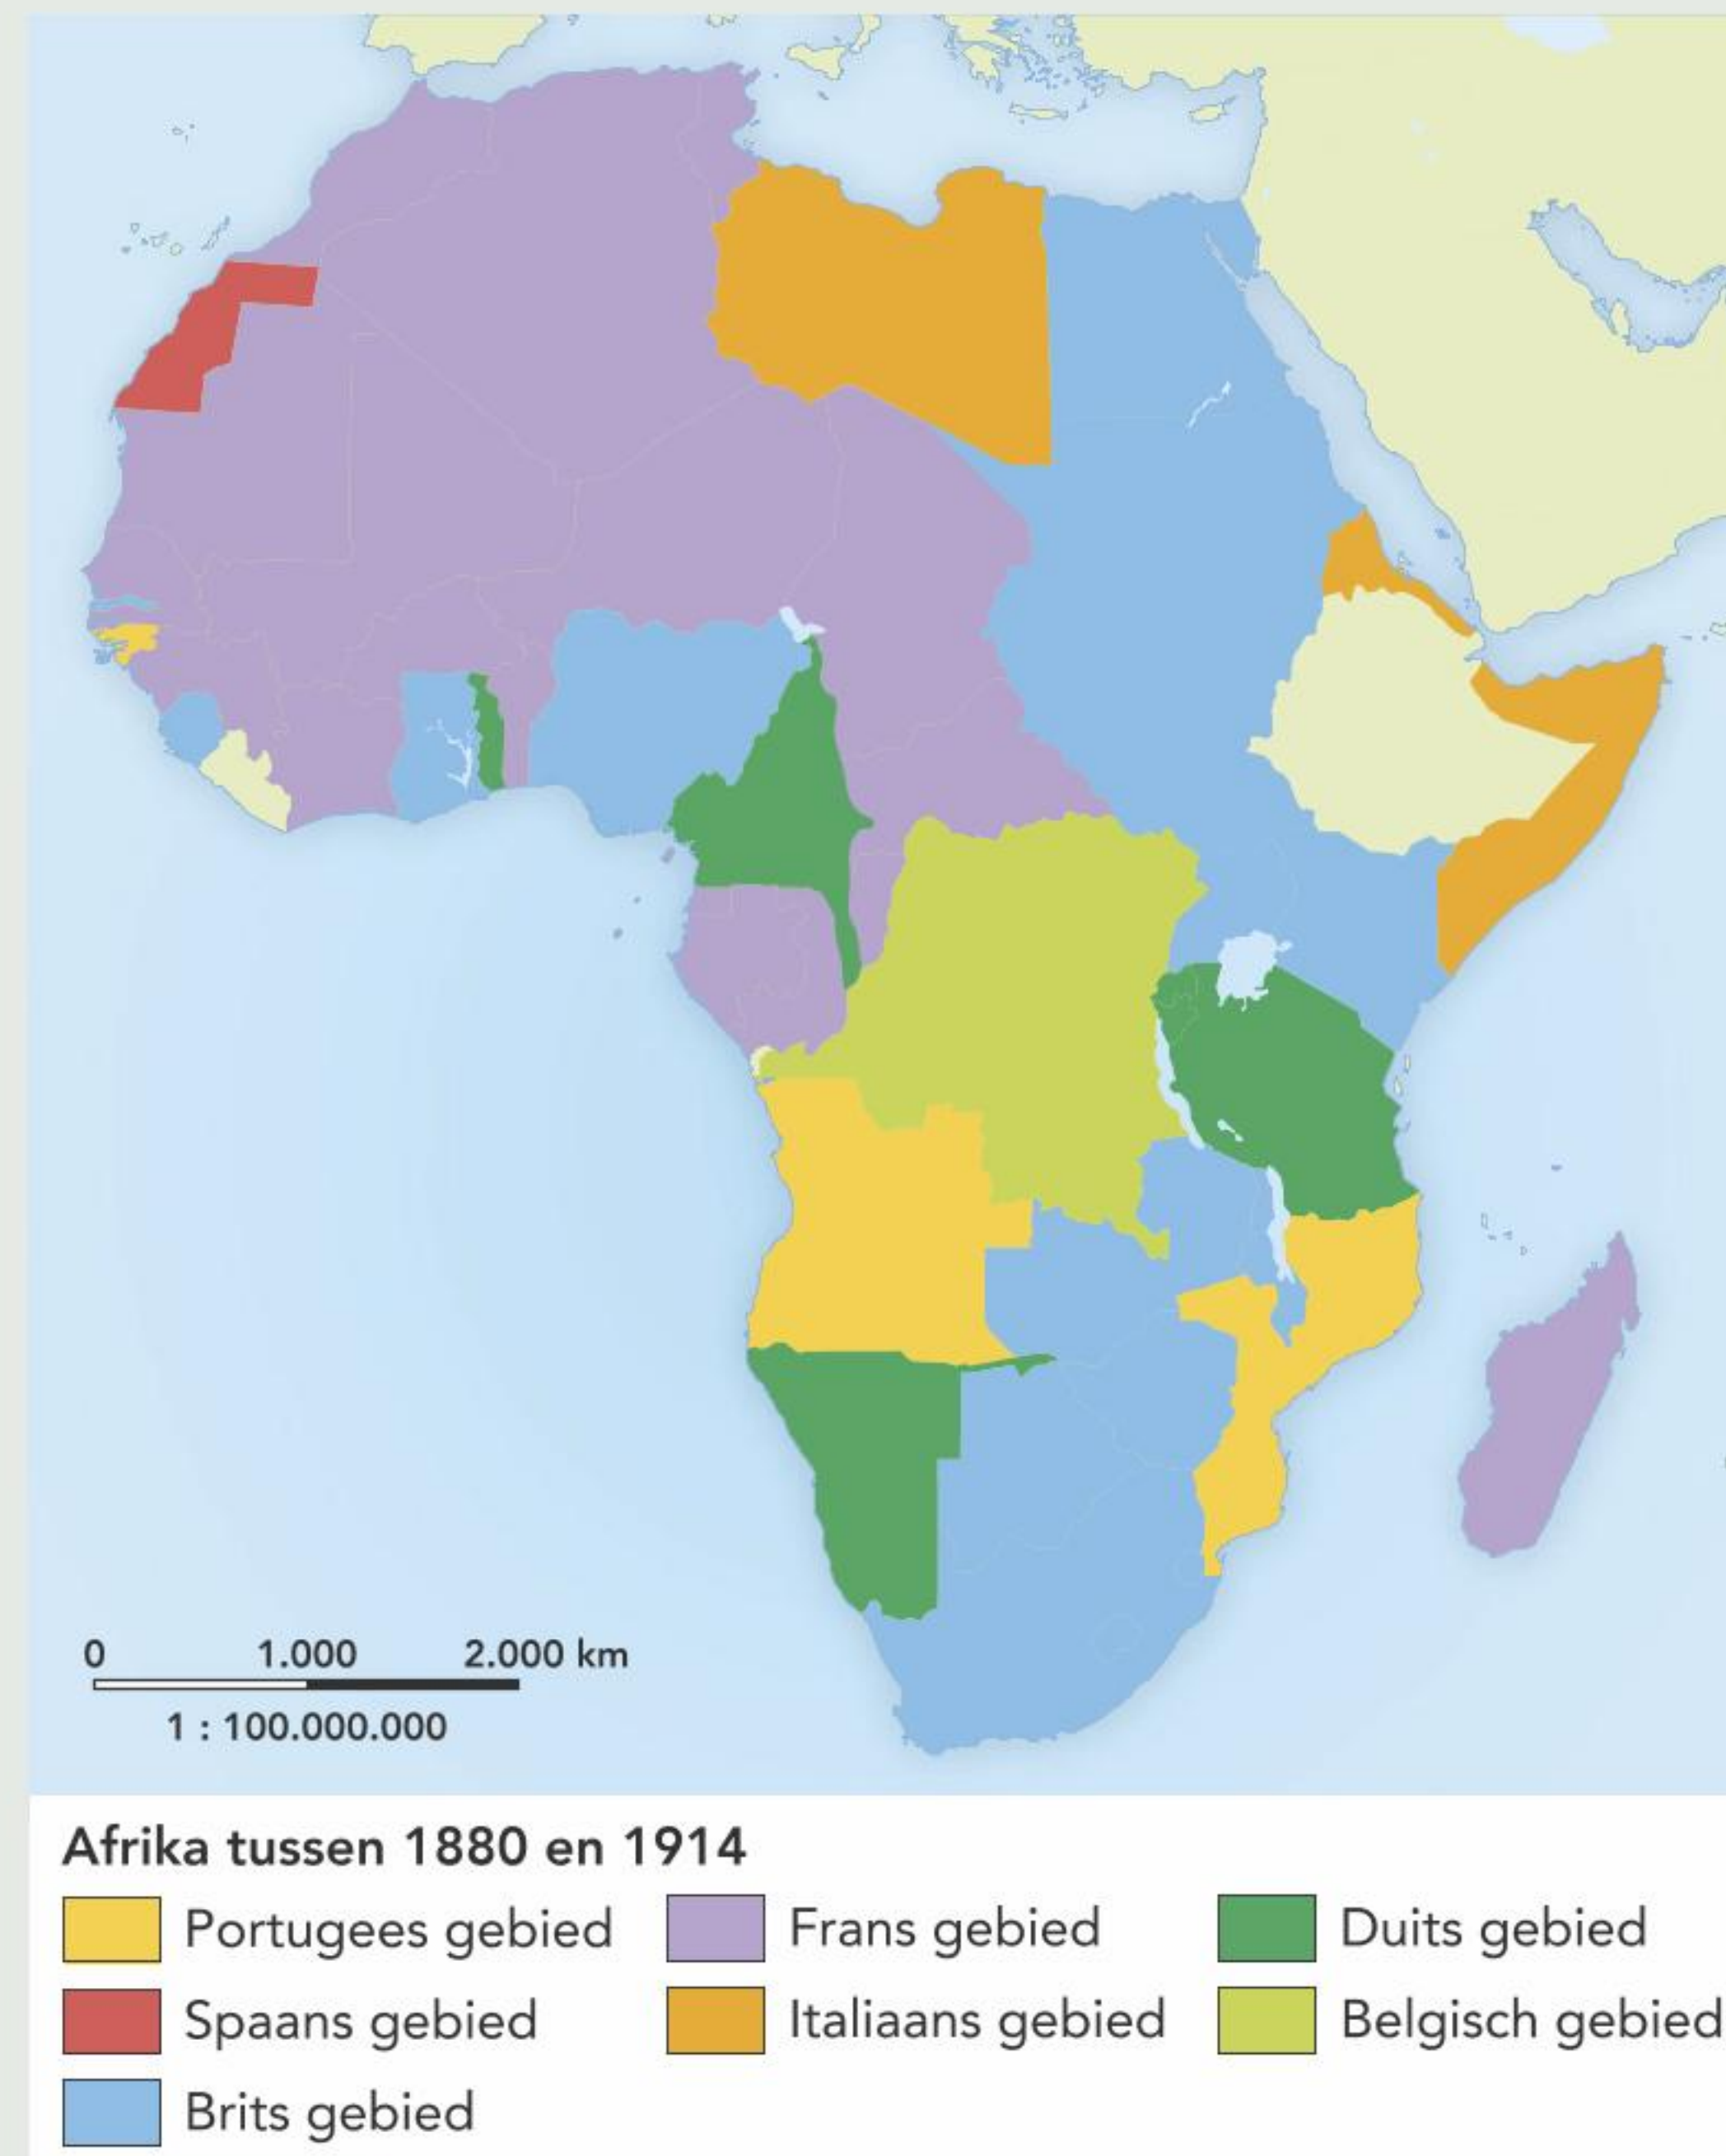 0 1.000 2.000 km
1 : 100.000.000
Afrika tussen 1880 en 1914
Portugees gebied
Frans gebied
Duits gebied
Spaans gebied
Italiaans gebied
Belgisch gebied
Brits gebied